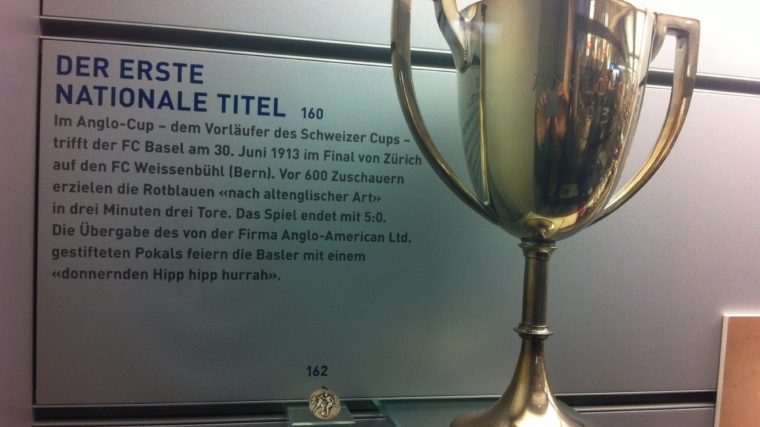 DER ERSTE
NATIONALE TITEL 160
Im Anglo-Cup – dem Vorläufer des Schweizer Cups –
trifft der FC Basel am 30. Juni 1913 im Final von Zürich
auf den FC Weissenbühl (Bern). Vor 600 Zuschauern
erzielen die Rotblauen «nach altenglischer Art»
in drei Minuten drei Tore. Das Spiel endet mit 5:0.
Die Übergabe des von der Firma Anglo-American Ltd.
gestifteten Pokals feiern die Basler mit einem
«donnernden Hipp hipp hurrah».
162